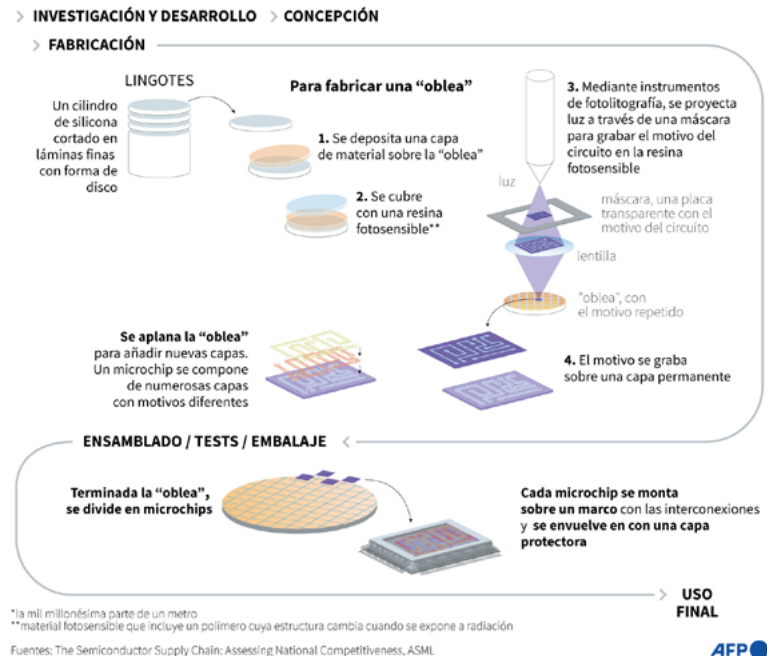 INVESTIGACIÓN Y DESARROLLO > CONCEPCIÓN
FABRICACIÓN
LINGOTES
Un cilindro
de silicona
cortado en
láminas finas
con forma de
disco
Para fabricar una “oblea”
1. Se deposita una capa
de material sobre la “oblea”
2. Se cubre
con una resina
fotosensible**
3. Mediante instrumentos
de fotolitografía, se proyecta
luz a través de una máscara
para grabar el motivo del
circuito en la resina
fotosensible
luz
máscara, una placa
transparente con el
motivo del circuito
lentilla
"oblea", con
el motivo repetido
4. El motivo se graba
sobre una capa permanente
Se aplana la “oblea”
para añadir nuevas capas.
Un microchip se compone
de numerosas capas
con motivos diferentes
ENSAMBLADO / TESTS / EMBALAJE
Terminada la “oblea”,
se divide en microchips
Cada microchip se monta
sobre un marco con las interconexiones
y se envuelve en con una capa
protectora
USO
FINAL
*la mil millonésima parte de un metro
**material fotosensible que incluye un polímero cuya estructura cambia cuando se expone a radiación
Fuentes: The Semiconductor Supply Chain: Assessing National Competitiveness, ASML
AFP